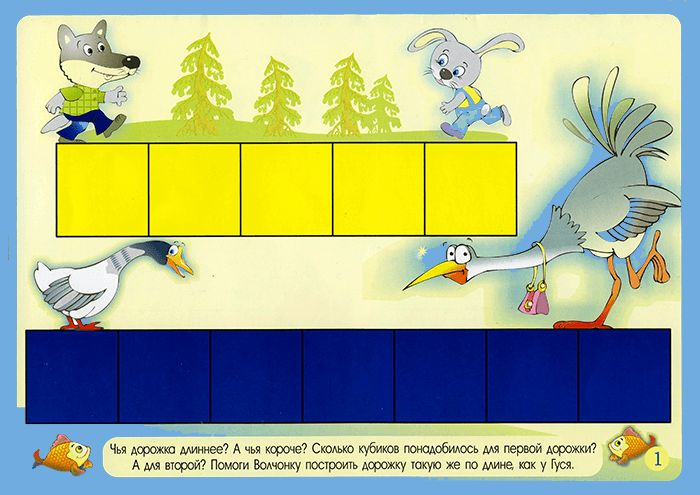 Чья дорожка длиннее? А чья короче? Сколько кубиков понадобилось для первой дорожки?
А для второй? Помоги Волчонку построить дорожку такую же по длине, как у Гуся.
1